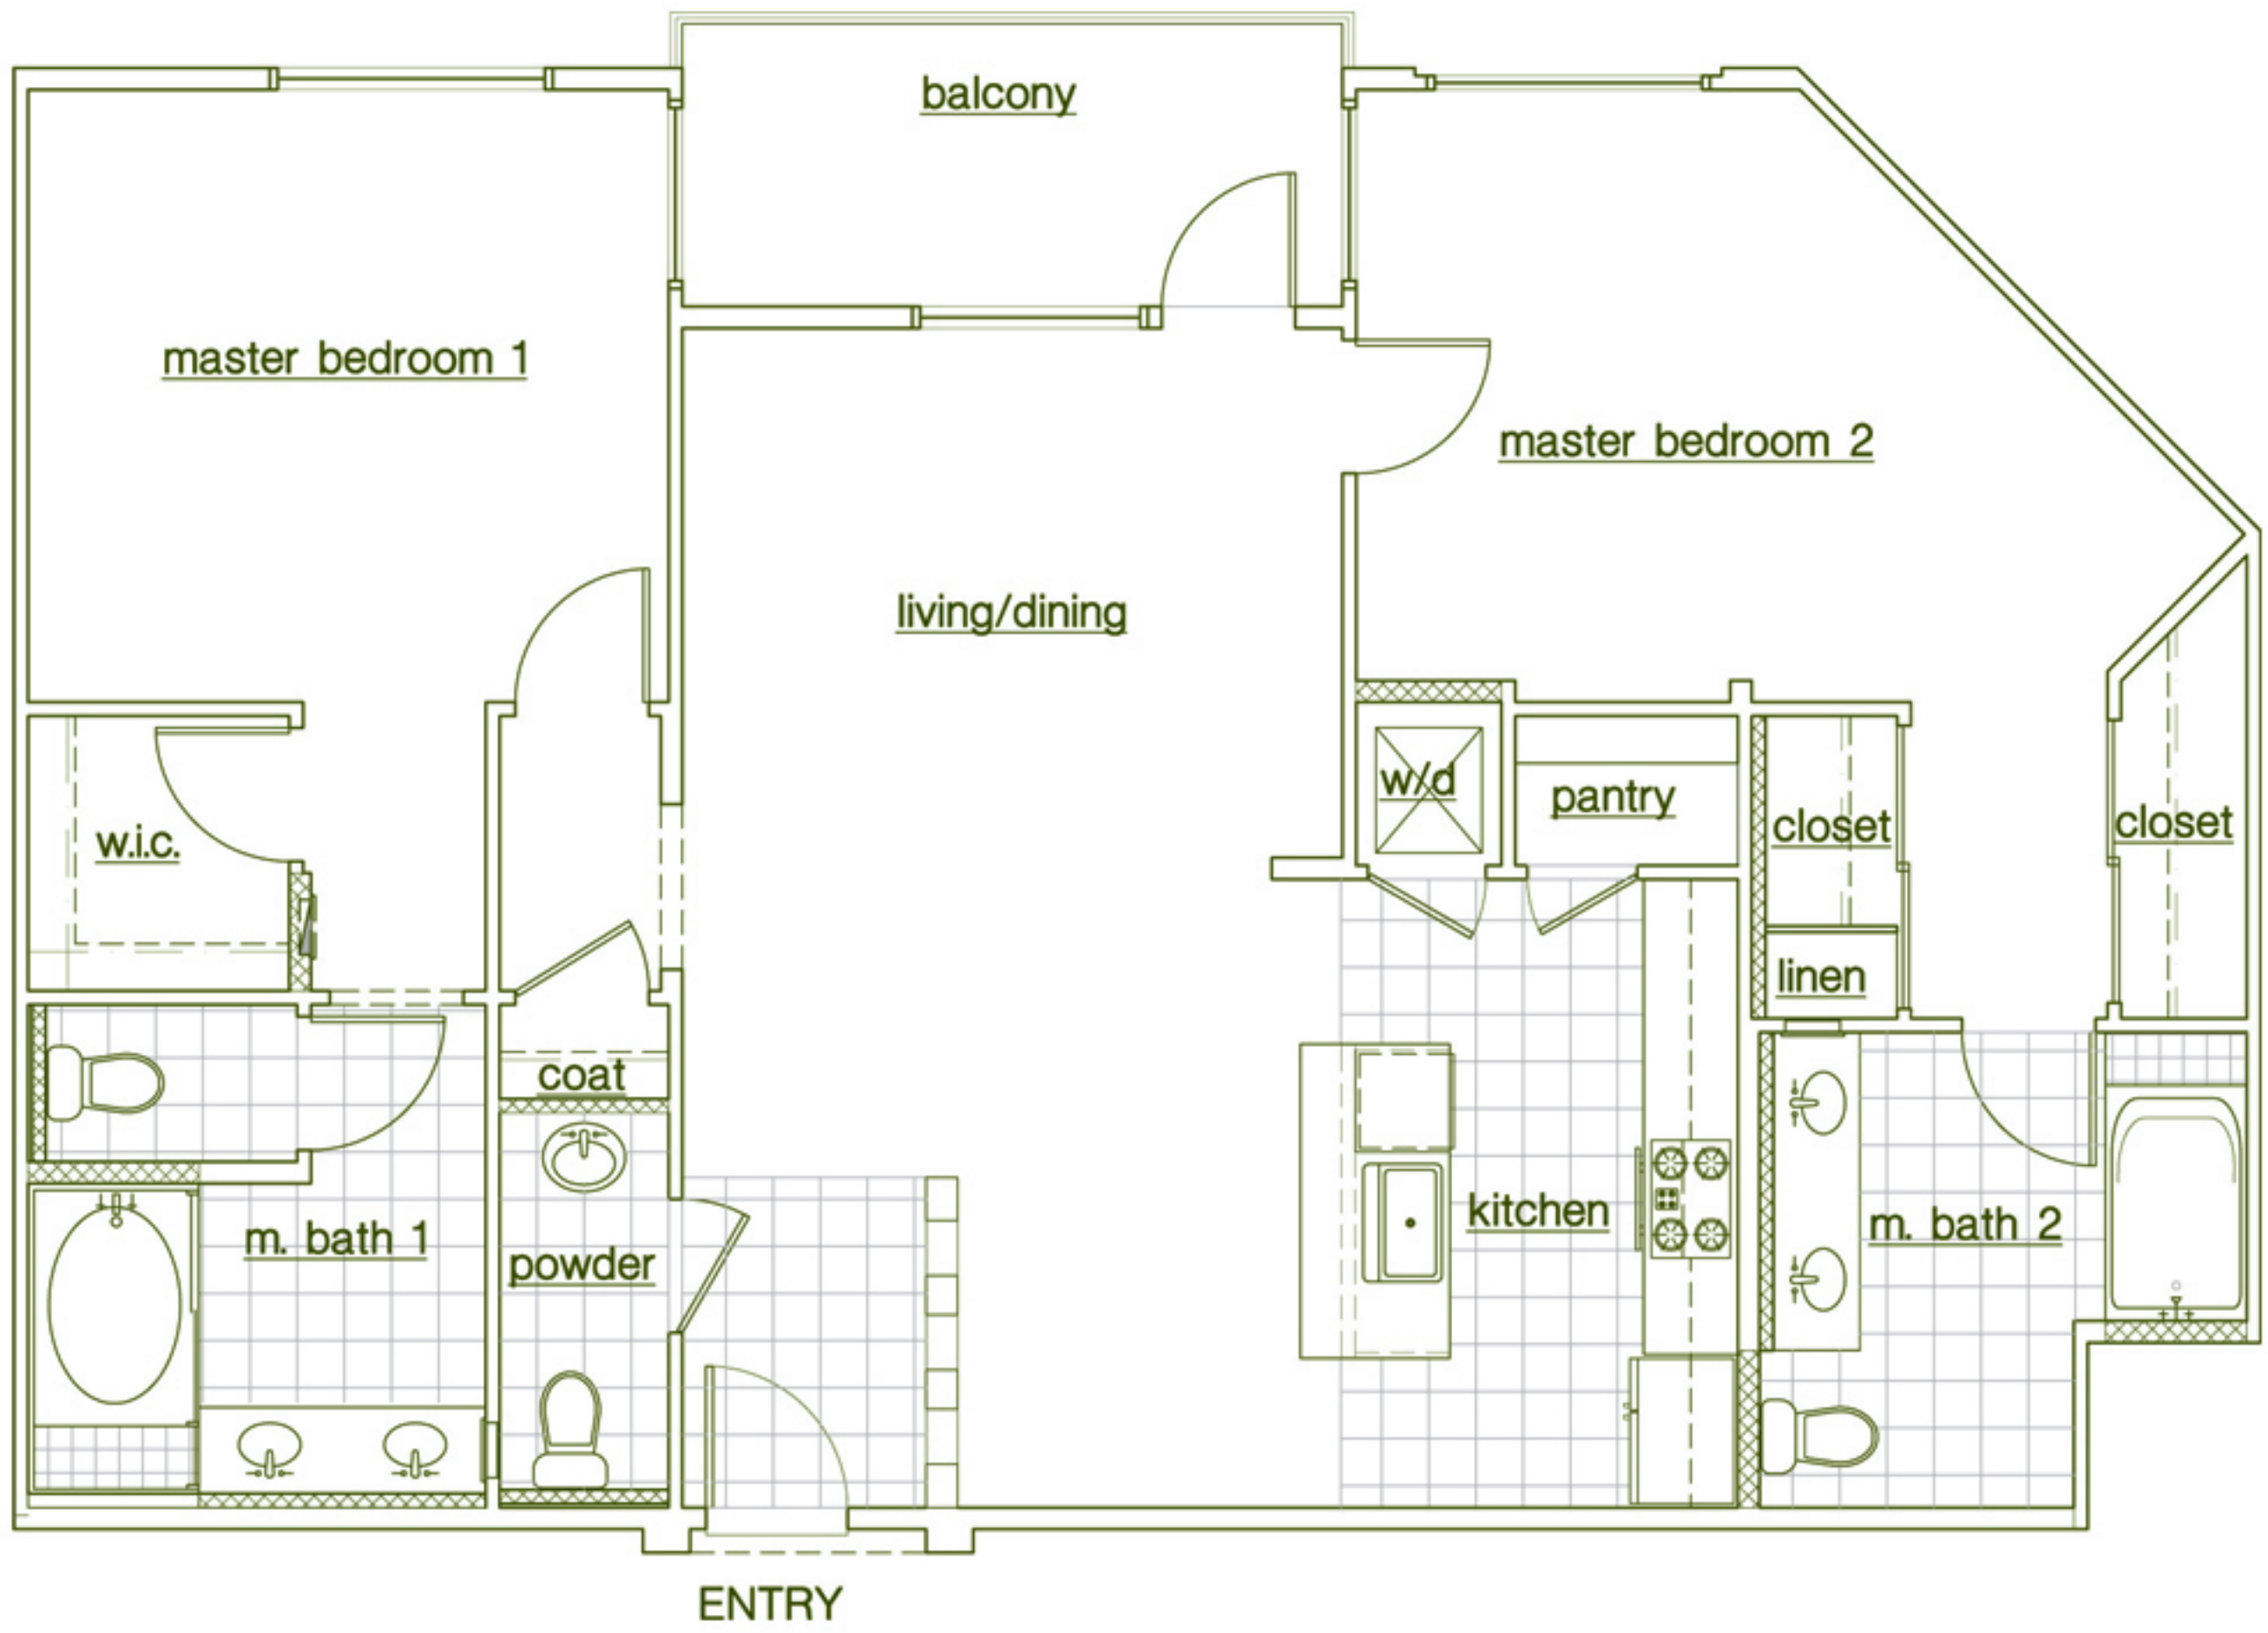 balcony
master bedroom 1
master bedroom 2
living/dining
w/d
pantry
closet
closet
w.i.c.
linen
coat
kitchen
m. bath 1
powder
m. bath 2
ENTRY